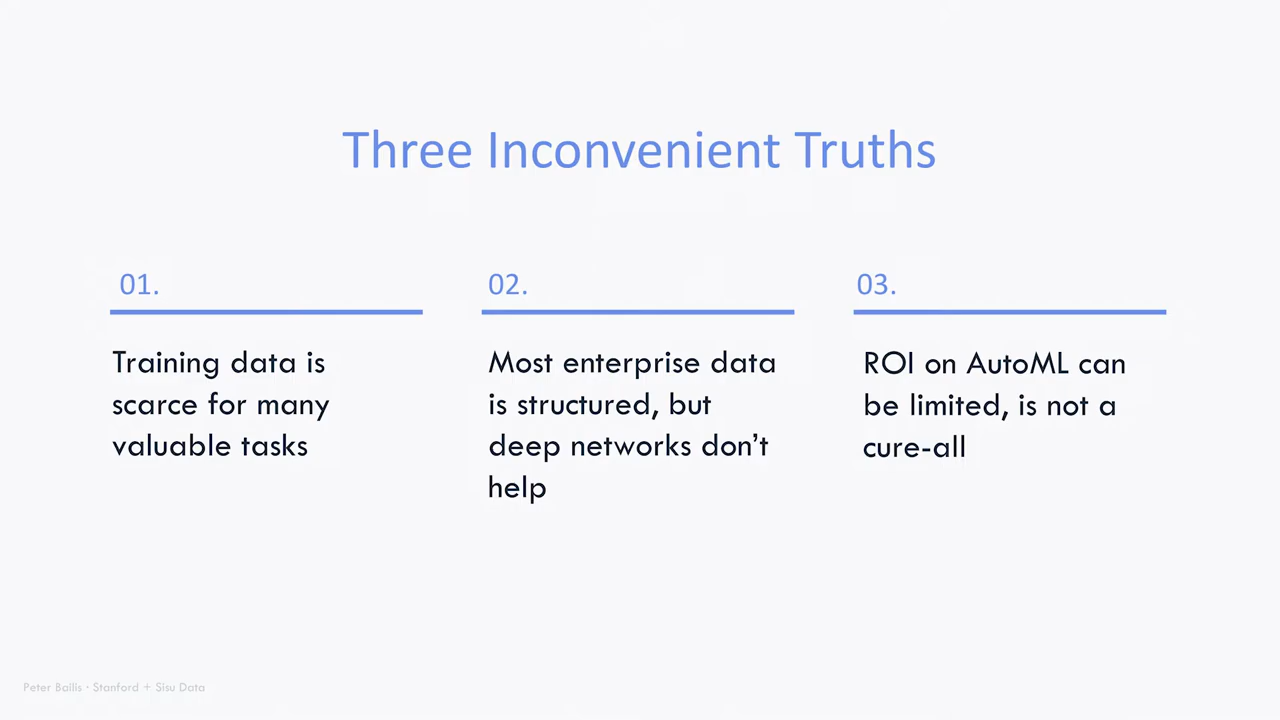 Three Inconvenient Truths
01.
Training data is
scarce for many
valuable tasks
02.
Most enterprise data
is structured, but
deep networks don’t
help
03.
ROI on AutoML can
be limited, is not a
cure-all
Peter Bailis · Stanford + Sisu Data